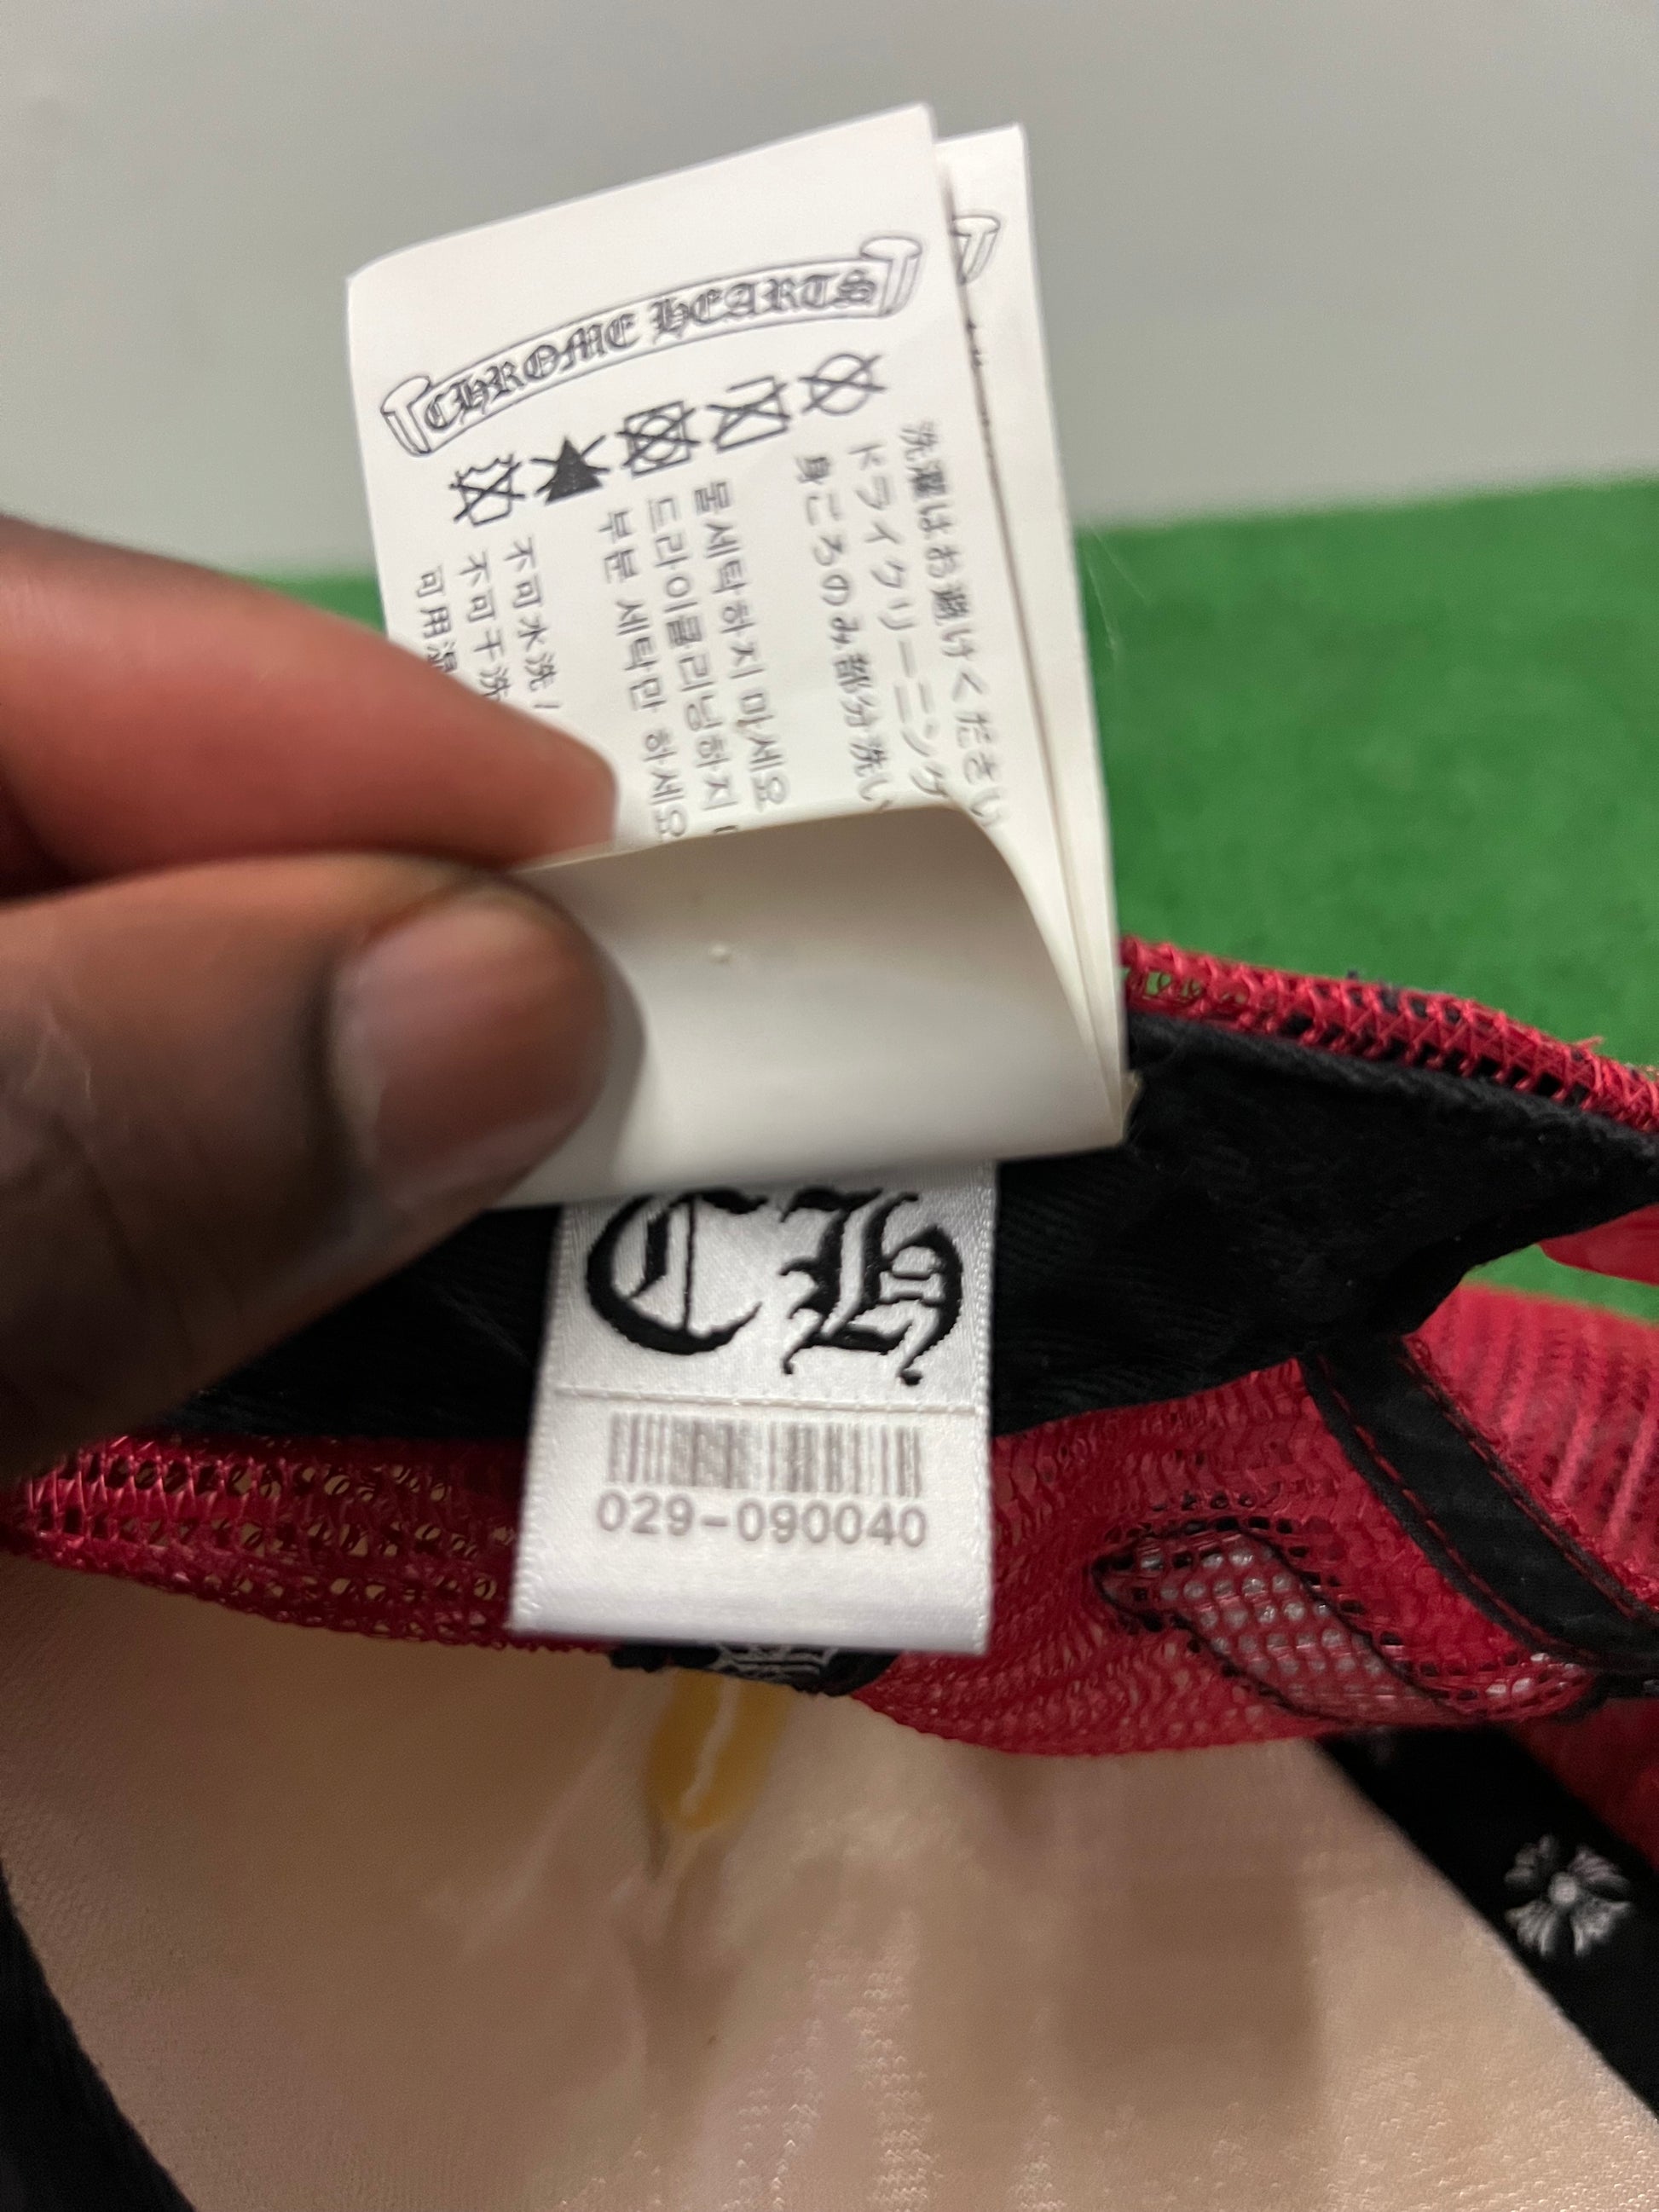 CHROME HEARTS
洗濯はお避けください
ドライクリーニング
身ごろのみ部分洗い
물세탁하지 마세요
드라이클리닝하지
부분 세탁만 하세요
不可水洗/
不可干洗
可用湿
CH
029-090040